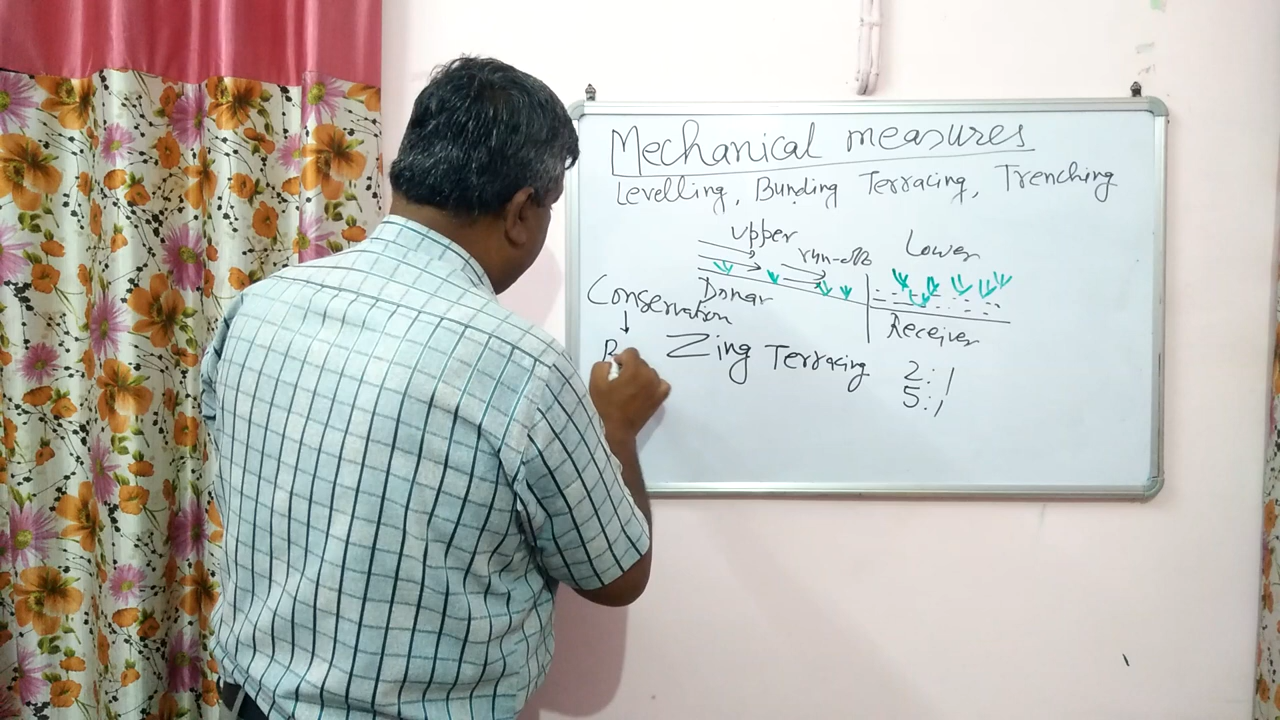 Mechanical measures
Levelling, Bunding Terracing, Trenching
Upper
run-off
Lower
Donar
Conservation
Receiver
Zing Terracing
2:1
5:1